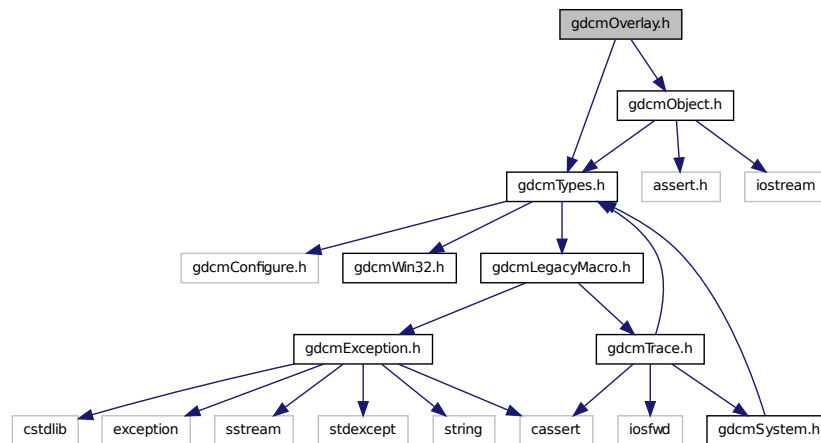 gdcmOverlay.h
gdcmObject.h
gdcmTypes.h
assert.h
iostream
gdcmConfigure.h
gdcmWin32.h
gdcmLegacyMacro.h
gdcmException.h
gdcmTrace.h
cstdlib
exception
sstream
stdexcept
string
cassert
iosfwd
gdcmSystem.h